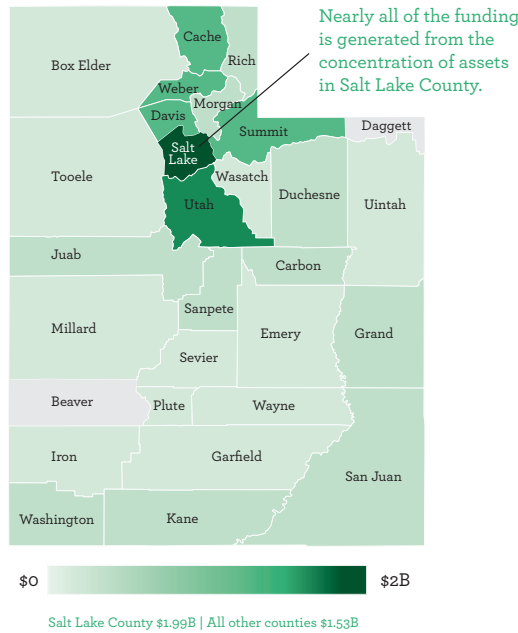 Nearly all of the funding
is generated from the
concentration of assets
in Salt Lake County.
Cache
Rich
Box Elder
Weber
Morgan
Davis
Summit
Daggett
Salt
Lake
Wasatch
Tooele
Utah
Duchesne
Uintah
Juab
Carbon
Sanpete
Millard
Emery
Grand
Sevier
Beaver
Plute
Wayne
Iron
Garfield
San Juan
Washington
Kane
$0
$2B
Salt Lake County $1.99B | All other counties $1.53B